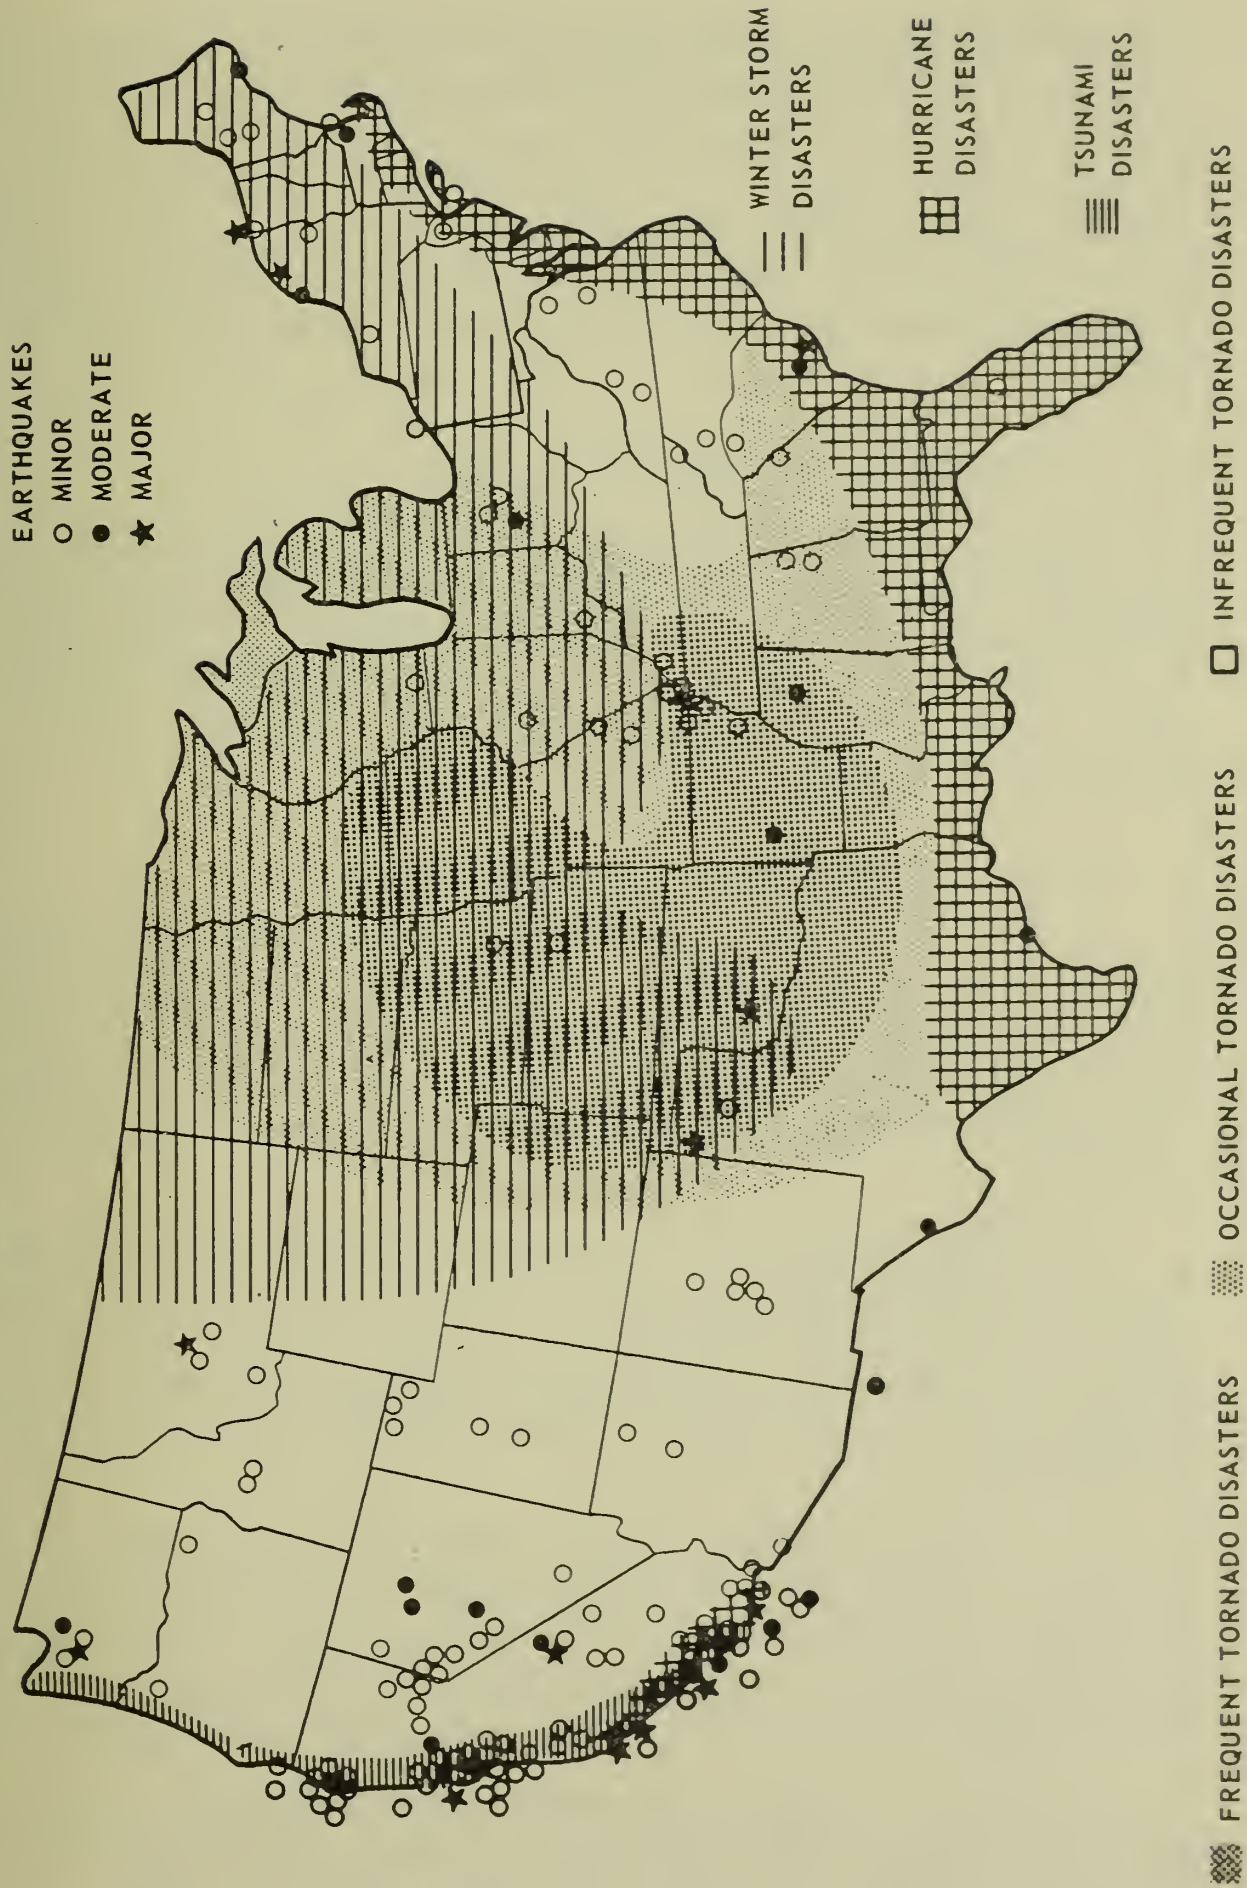 EARTHQUAKES
MINOR
MODERATE
MAJOR
WINTER STORM
DISASTERS
HURRICANE
DISASTERS
TSUNAMI
DISASTERS
FREQUENT TORNADO DISASTERS
OCCASIONAL TORNADO DISASTERS
INFREQUENT TORNADO DISASTERS